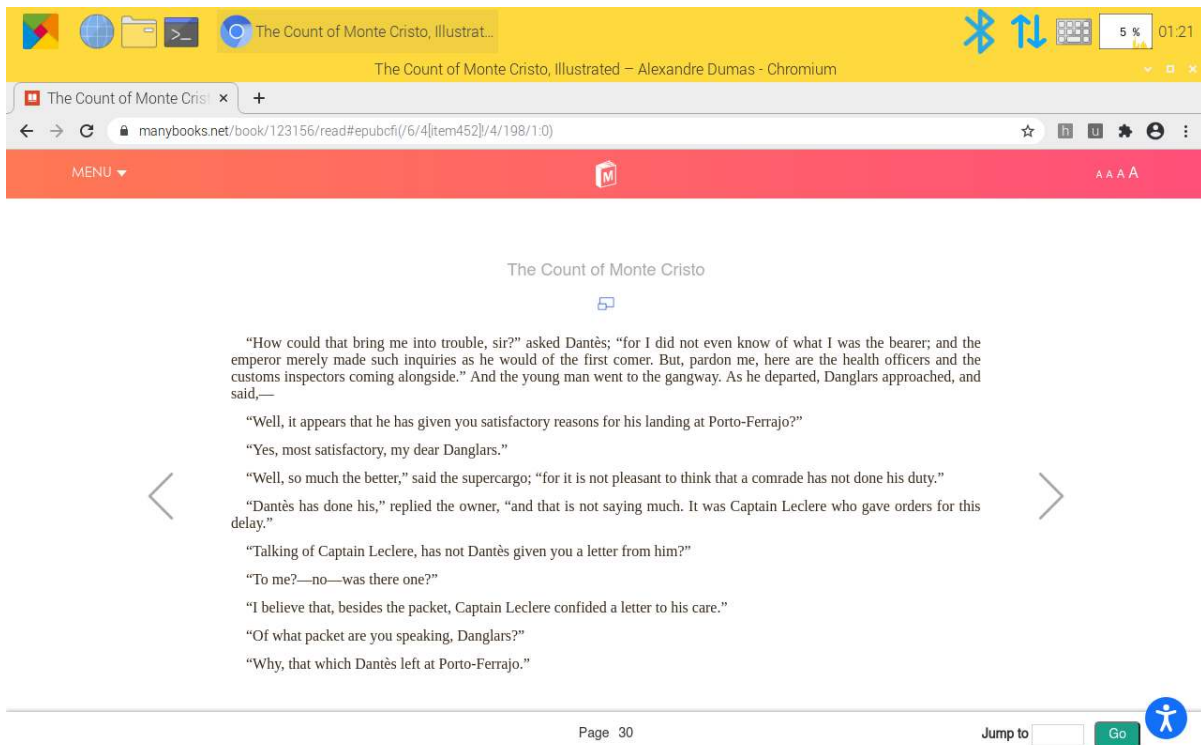 The Count of Monte Cristo, Illustrat...
5 %
01:21
The Count of Monte Cristo, Illustrated – Alexandre Dumas - Chromium
The Count of Monte Crist
manybooks.net/book/123156/read#epubcfi(/6/4[item452]!/4/198/1:0)
h
u
MENU
M
A A A A
The Count of Monte Cristo
“How could that bring me into trouble, sir?” asked Dantès; “for I did not even know of what I was the bearer; and the
emperor merely made such inquiries as he would of the first comer. But, pardon me, here are the health officers and the
customs inspectors coming alongside.” And the young man went to the gangway. As he departed, Danglars approached, and
said,—
“Well, it appears that he has given you satisfactory reasons for his landing at Porto-Ferrajo?”
“Yes, most satisfactory, my dear Danglars.”
“Well, so much the better,” said the supercargo; “for it is not pleasant to think that a comrade has not done his duty.”
“Dantès has done his,” replied the owner, “and that is not saying much. It was Captain Leclere who gave orders for this
delay.”
“Talking of Captain Leclere, has not Dantès given you a letter from him?”
“To me?—no—was there one?”
“I believe that, besides the packet, Captain Leclere confided a letter to his care.”
“Of what packet are you speaking, Danglars?”
“Why, that which Dantès left at Porto-Ferrajo.”
Page 30
Jump to
Go